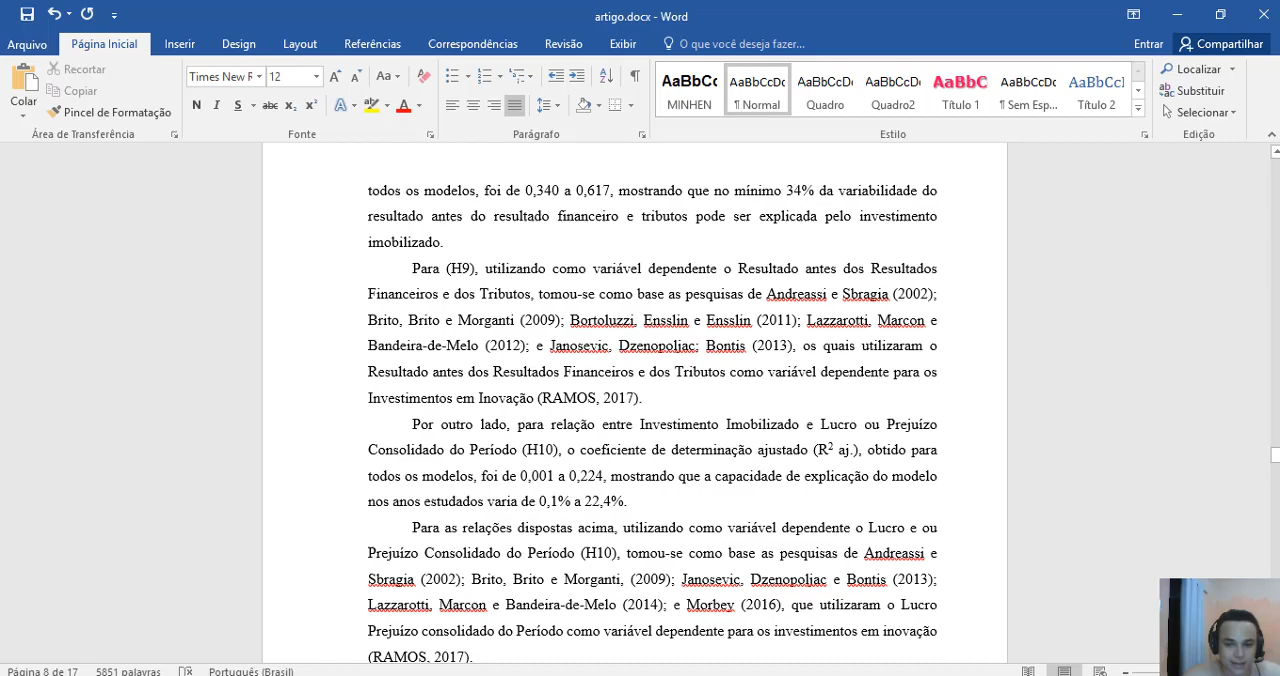 artigo.docx - Word
Arquivo Página Inicial Inserir Design Layout Referências Correspondências Revisão Exibir O que você deseja fazer... Entrar Compartilhar
Colar Recortar Copiar Pincel de Formatação
Times New R 12
N I S abc x₂ x² A A
Aa
AaBbCc AaBbCcDc AaBbCcDc AaBbCcDc AaBbC AaBbCcDc AaBbCcI
MINHEN ¶ Normal Quadro Quadro2 Título 1 ¶ Sem Esp... Título 2
Localizar
Substituir
Selecionar
Área de Transferência Fonte Parágrafo Estilo Edição
todos os modelos, foi de 0,340 a 0,617, mostrando que no mínimo 34% da variabilidade do
resultado antes do resultado financeiro e tributos pode ser explicada pelo investimento
imobilizado.
Para (H9), utilizando como variável dependente o Resultado antes dos Resultados
Financeiros e dos Tributos, tomou-se como base as pesquisas de Andreassi e Sbragia (2002);
Brito, Brito e Morganti (2009); Bortoluzzi, Ensslin e Ensslin (2011); Lazzarotti, Marcon e
Bandeira-de-Melo (2012); e Janosevic, Dzenopoljac; Bontis (2013), os quais utilizaram o
Resultado antes dos Resultados Financeiros e dos Tributos como variável dependente para os
Investimentos em Inovação (RAMOS, 2017).
Por outro lado, para relação entre Investimento Imobilizado e Lucro ou Prejuízo
Consolidado do Período (H10), o coeficiente de determinação ajustado (R² aj.), obtido para
todos os modelos, foi de 0,001 a 0,224, mostrando que a capacidade de explicação do modelo
nos anos estudados varia de 0,1% a 22,4%.
Para as relações dispostas acima, utilizando como variável dependente o Lucro e ou
Prejuízo Consolidado do Período (H10), tomou-se como base as pesquisas de Andreassi e
Sbragia (2002); Brito, Brito e Morganti, (2009); Janosevic, Dzenopoljac e Bontis (2013);
Lazzarotti, Marcon e Bandeira-de-Melo (2014); e Morbey (2016), que utilizaram o Lucro
Prejuízo consolidado do Período como variável dependente para os investimentos em inovação
(RAMOS, 2017).
Página 8 de 17 5851 palavras Português (Brasil)